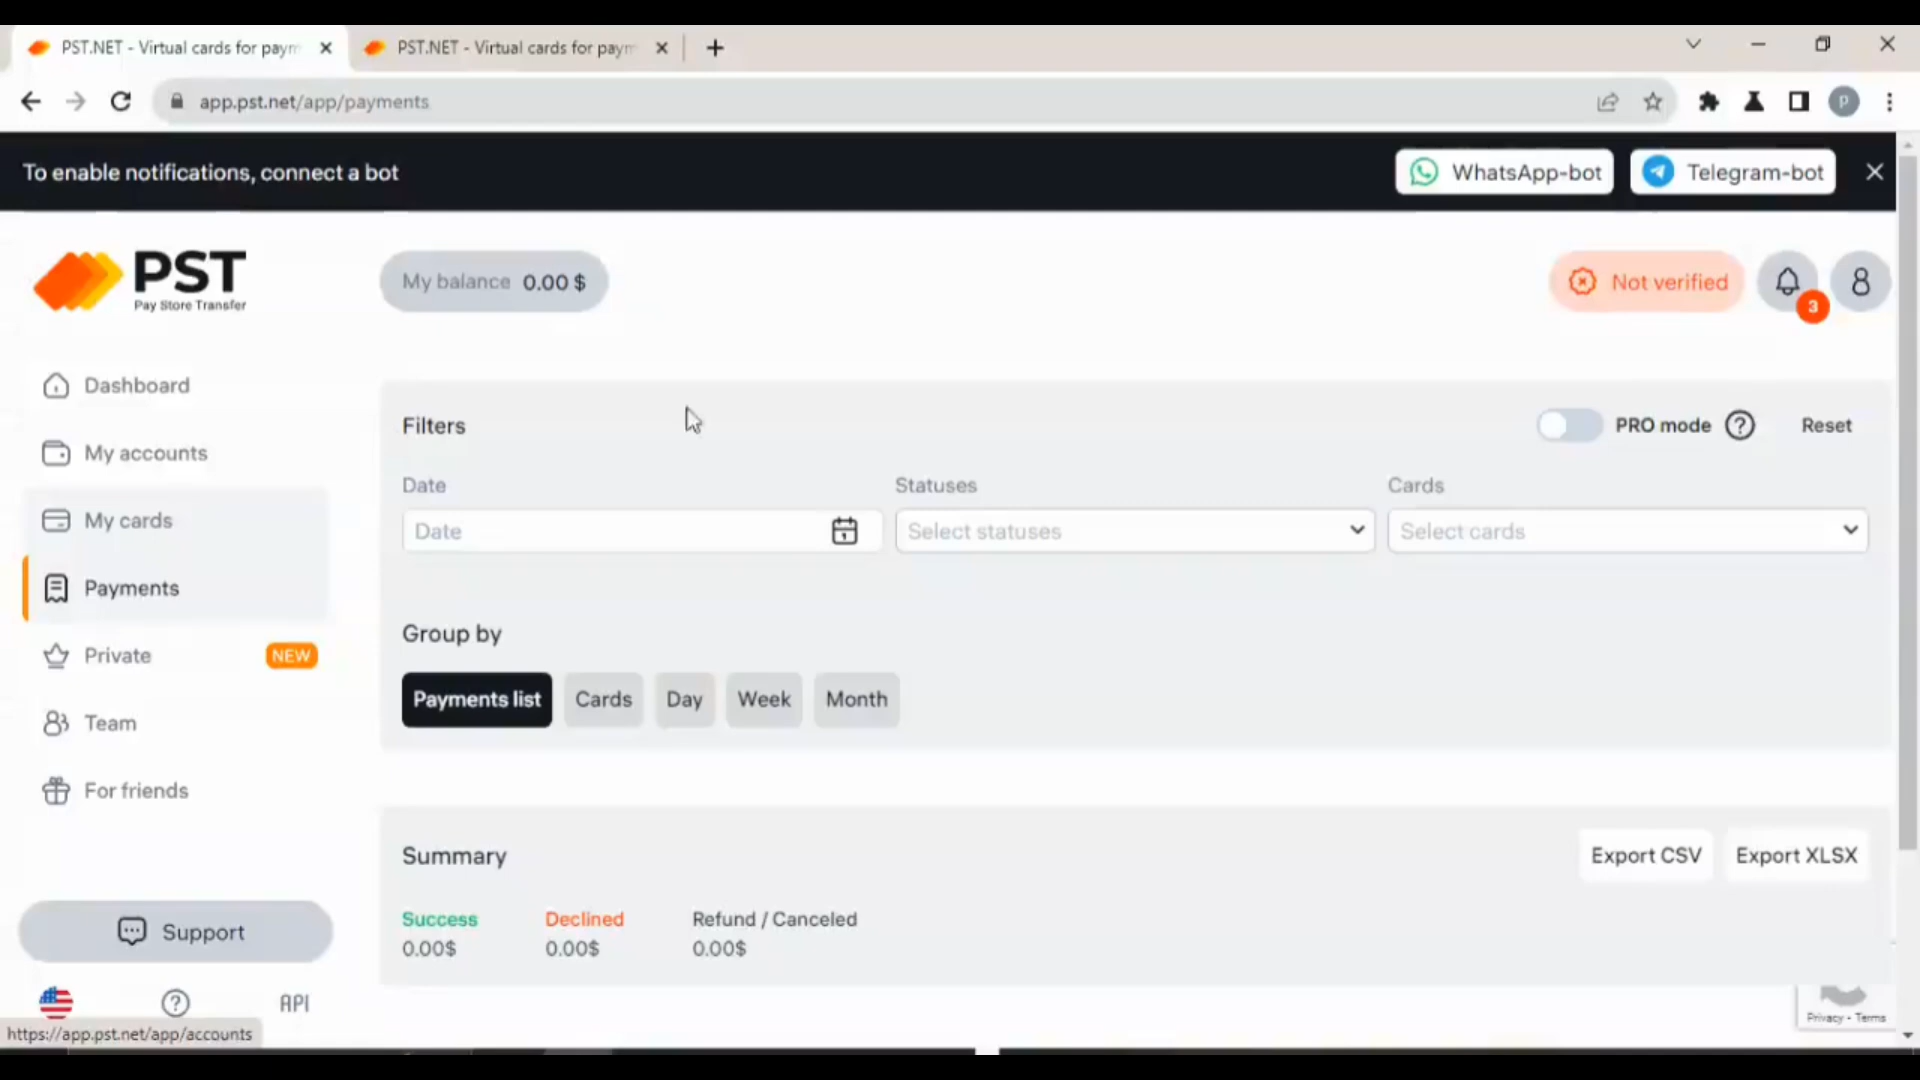 PST.NET - Virtual cards for paym
PST.NET - Virtual cards for paym
app.pst.net/app/payments
P
To enable notifications, connect a bot
WhatsApp-bot
Telegram-bot
PST
Pay Store Transfer
My balance 0.00 $
Not verified
3
Dashboard
My accounts
My cards
Payments
Private NEW
Team
For friends
Support
API
https://app.pst.net/app/accounts
Filters
PRO mode ?
Reset
Date
Statuses
Cards
Date
Select statuses
Select cards
Group by
Payments list
Cards
Day
Week
Month
Summary
Export CSV
Export XLSX
Success
Declined
Refund / Canceled
0.00$
0.00$
0.00$
Privacy - Terms